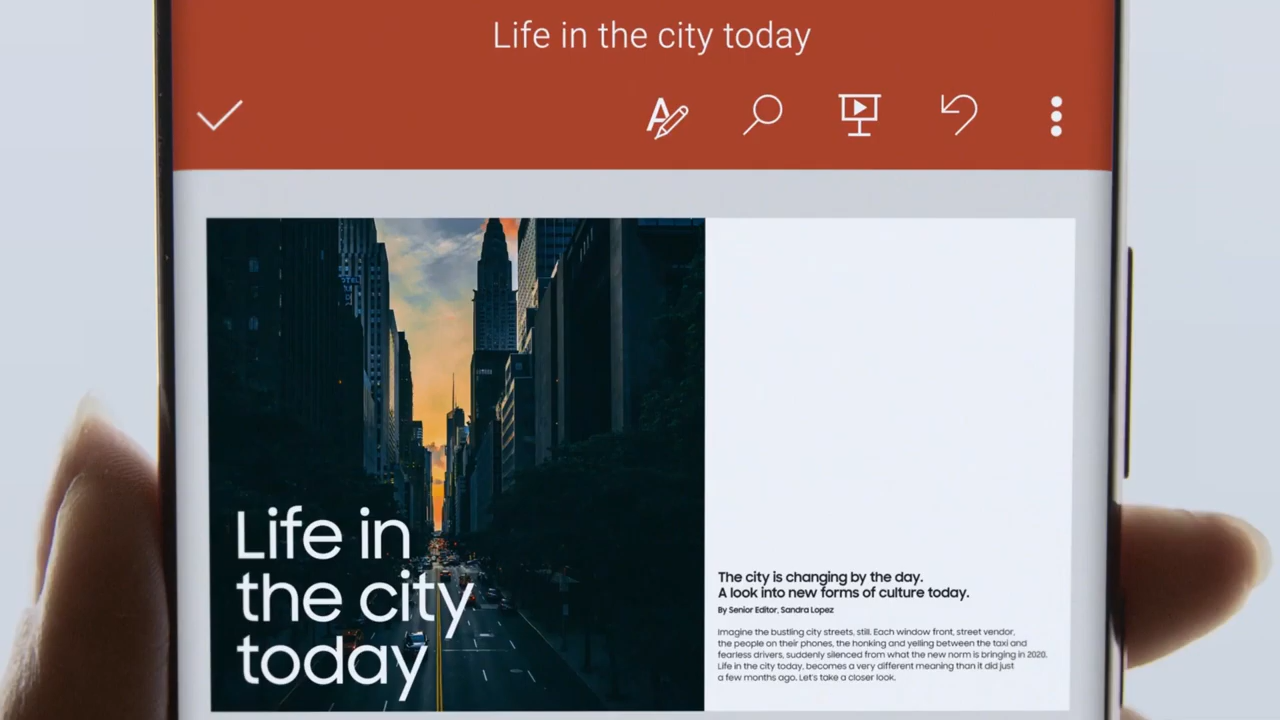 Life in the city today
Life in
the city
today
The city is changing by the day.
A look into new forms of culture today.
By Senior Editor, Sandra Lopez
Imagine the bustling city streets, still. Each window front, street vendor,
the people on their phones, the honking and yelling between the taxi and
fearless drivers, suddenly silenced from what the new norm is bringing in 2020.
Life in the city today, becomes a very different meaning than it did just
a few months ago. Let's take a closer look.